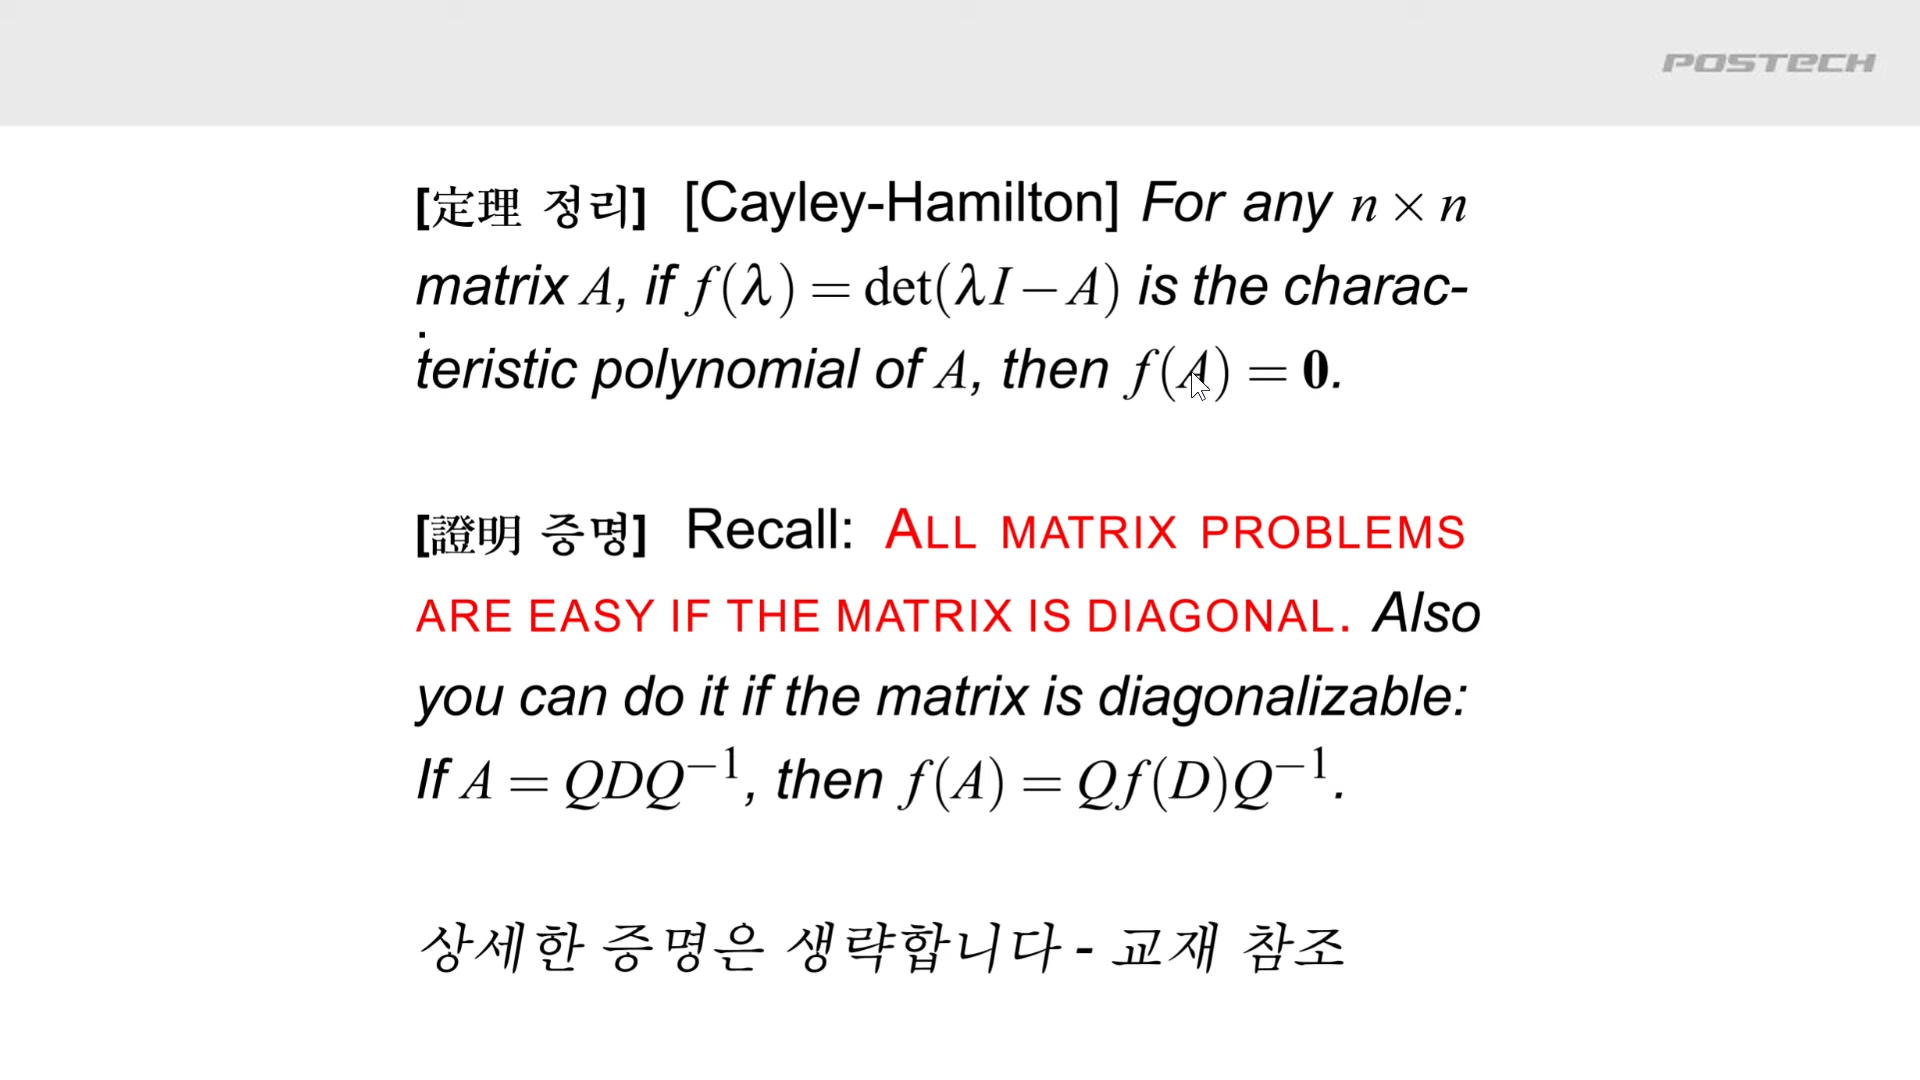 POSTECH
[定理 정리] [Cayley-Hamilton] For any n × n
matrix A, if f(λ) = det(λI − A) is the charac-
teristic polynomial of A, then f(A) = 0.
[證明 증명] Recall: ALL MATRIX PROBLEMS
ARE EASY IF THE MATRIX IS DIAGONAL. Also
you can do it if the matrix is diagonalizable:
If A = QDQ⁻¹, then f(A) = Qf(D)Q⁻¹.
상세한 증명은 생략합니다 - 교재 참조